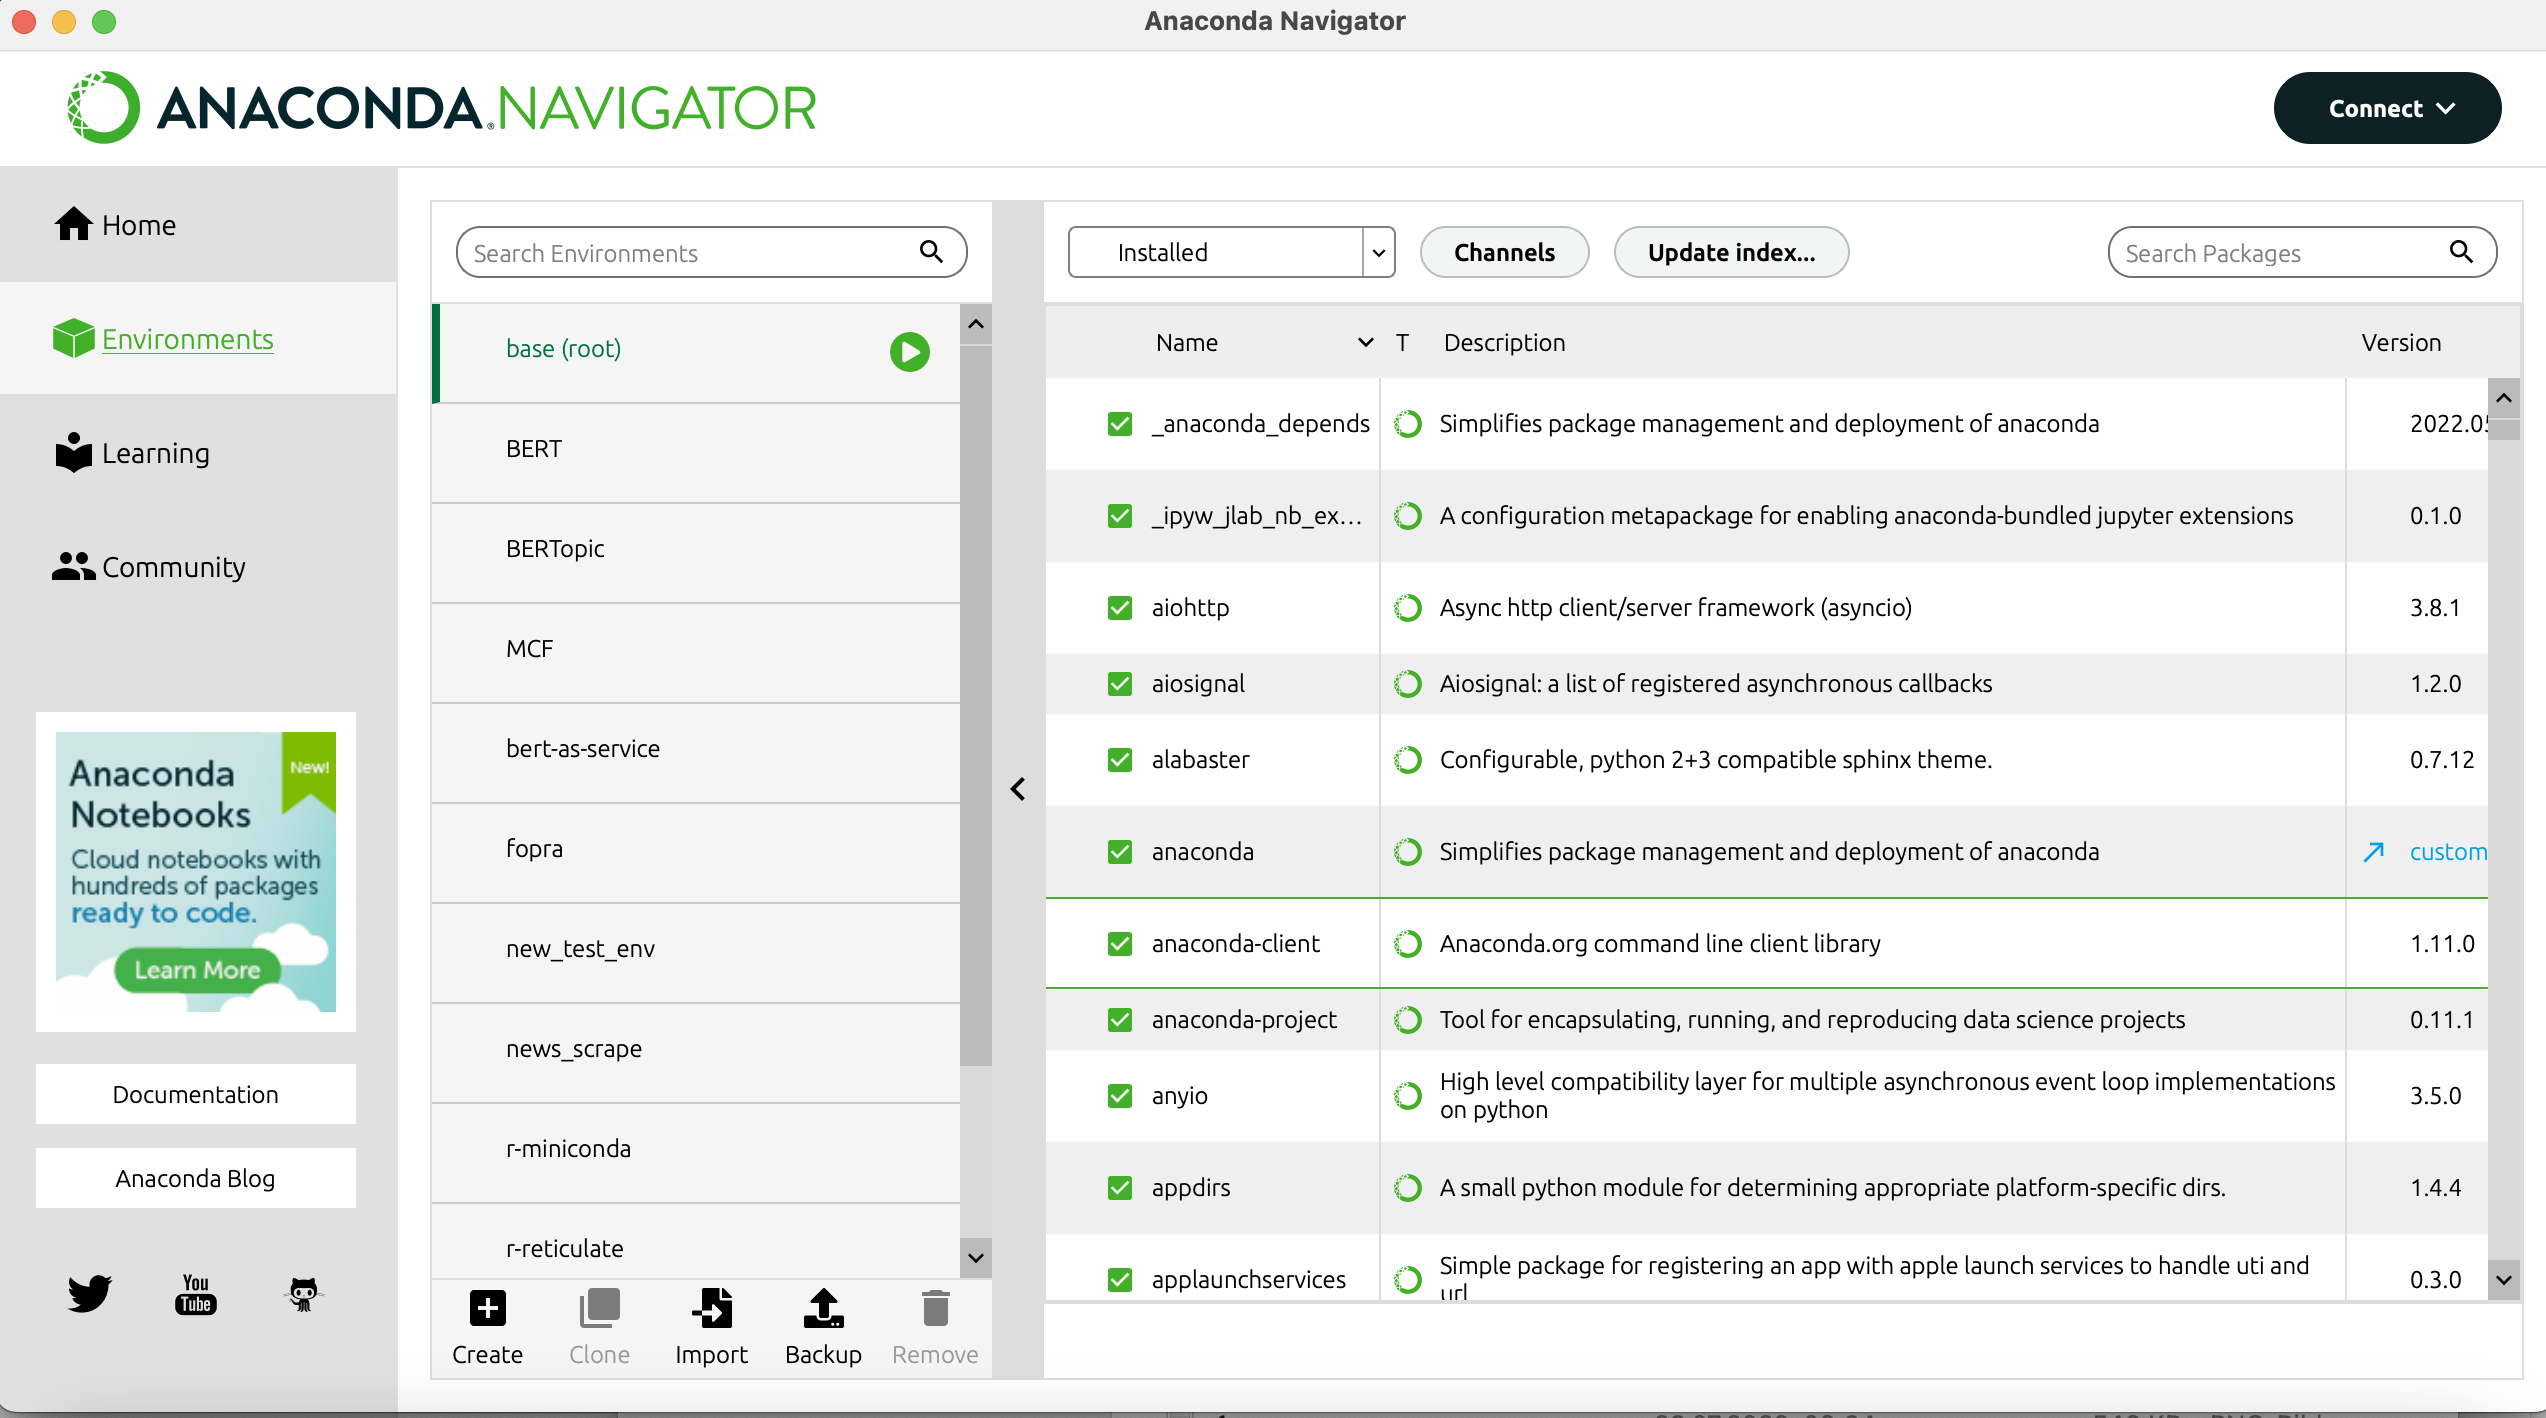 Anaconda Navigator
ANACONDA.NAVIGATOR
Connect
Home
Environments
Learning
Community
Anaconda
Notebooks
New!
Cloud notebooks with
hundreds of packages
ready to code.
Learn More
Documentation
Anaconda Blog
You
Tube
Search Environments
base (root)
BERT
BERTopic
MCF
bert-as-service
fopra
new_test_env
news_scrape
r-miniconda
r-reticulate
Create
Clone
Import
Backup
Remove
Installed
Channels
Update index...
Search Packages
Name T Description Version
_anaconda_depends Simplifies package management and deployment of anaconda 2022.05
_ipyw_jlab_nb_ex... A configuration metapackage for enabling anaconda-bundled jupyter extensions 0.1.0
aiohttp Async http client/server framework (asyncio) 3.8.1
aiosignal Aiosignal: a list of registered asynchronous callbacks 1.2.0
alabaster Configurable, python 2+3 compatible sphinx theme. 0.7.12
anaconda Simplifies package management and deployment of anaconda custom
anaconda-client Anaconda.org command line client library 1.11.0
anaconda-project Tool for encapsulating, running, and reproducing data science projects 0.11.1
anyio High level compatibility layer for multiple asynchronous event loop implementations 3.5.0
on python
appdirs A small python module for determining appropriate platform-specific dirs. 1.4.4
applaunchservices Simple package for registering an app with apple launch services to handle uti and 0.3.0
url